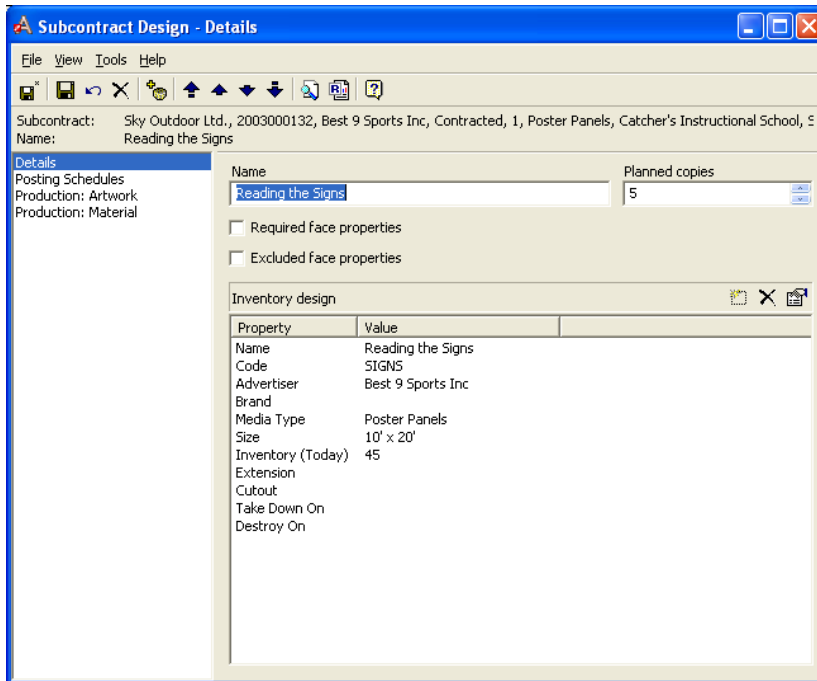 Subcontract Design - Details
File View Tools Help
Subcontract: Sky Outdoor Ltd., 2003000132, Best 9 Sports Inc, Contracted, 1, Poster Panels, Catcher's Instructional School, S
Name: Reading the Signs
Details
Posting Schedules
Production: Artwork
Production: Material
Name Planned copies
Reading the Signs 5
Required face properties
Excluded face properties
Inventory design
Property Value
Name Reading the Signs
Code SIGNS
Advertiser Best 9 Sports Inc
Brand
Media Type Poster Panels
Size 10' x 20'
Inventory (Today) 45
Extension
Cutout
Take Down On
Destroy On